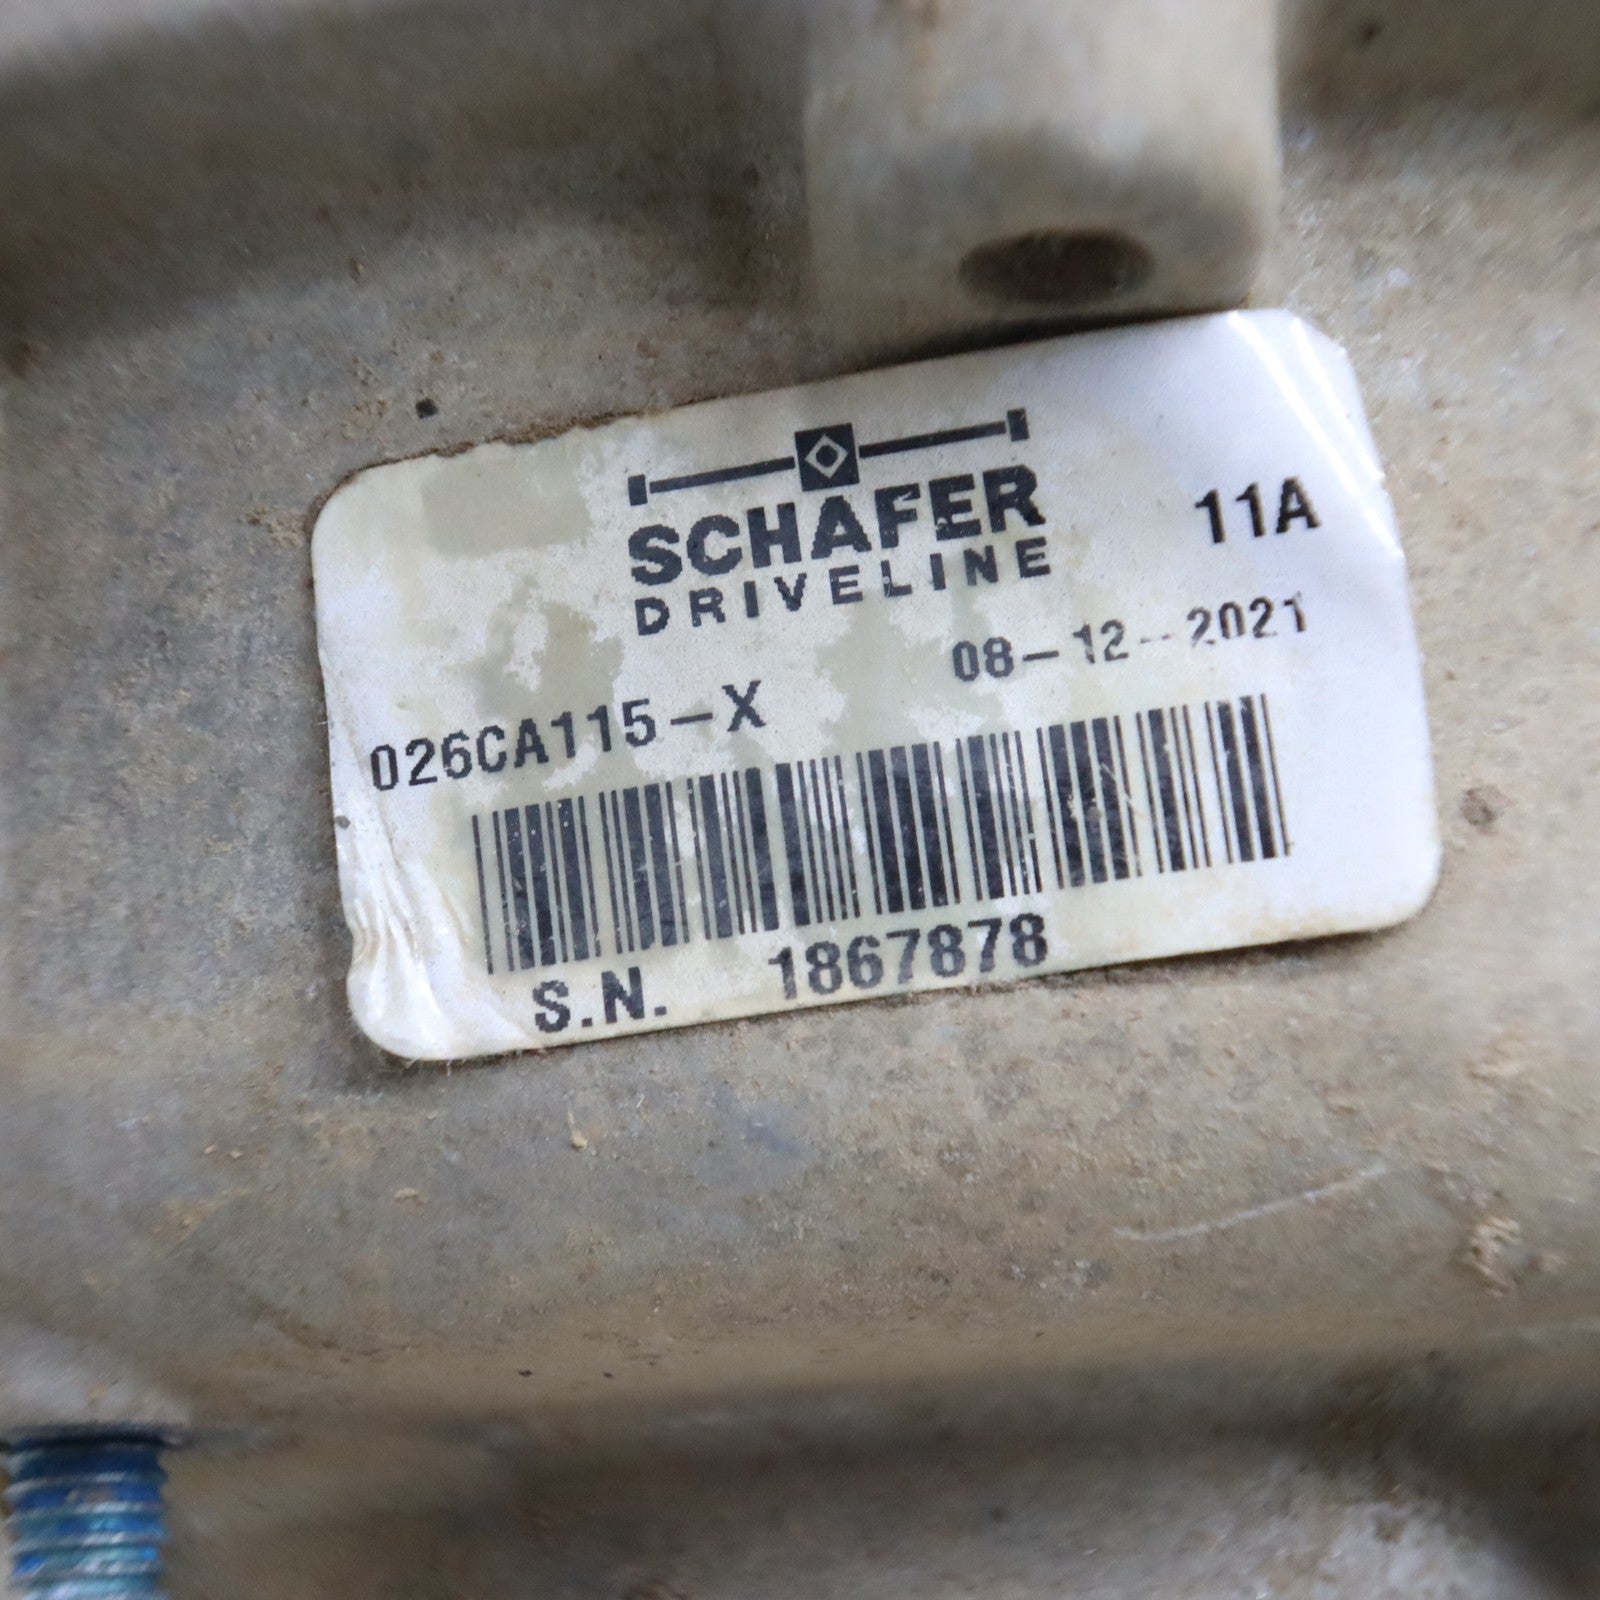 SCHAFER
DRIVELINE
11A
08-12-2021
026CA115-X
S.N. 1867878